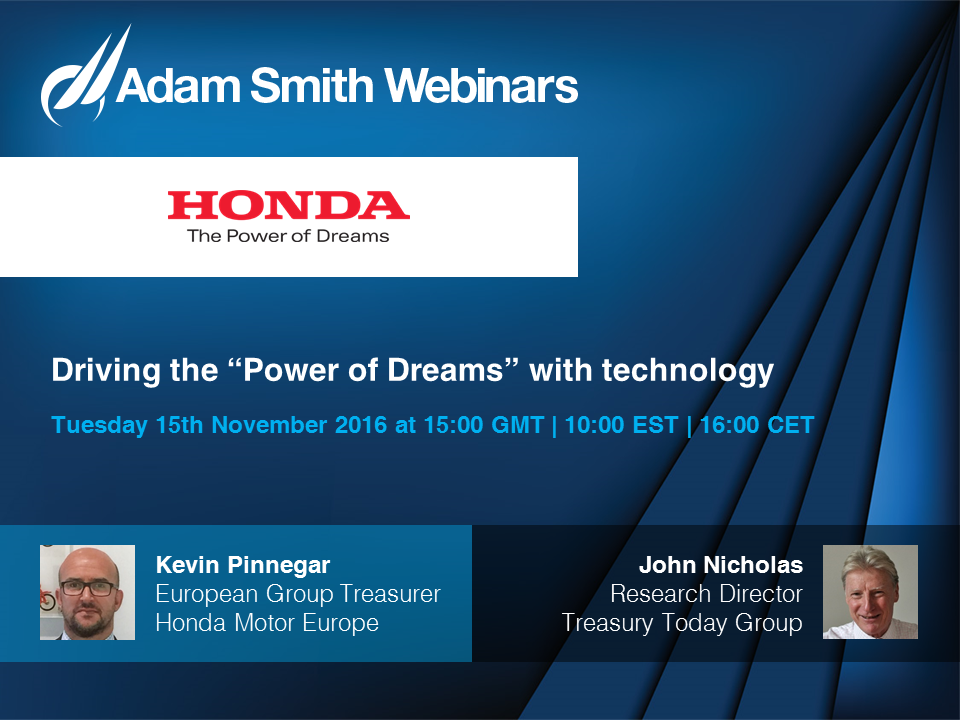 Adam Smith Webinars
HONDA
The Power of Dreams
Driving the “Power of Dreams” with technology
Tuesday 15th November 2016 at 15:00 GMT | 10:00 EST | 16:00 CET
Kevin Pinnegar
European Group Treasurer
Honda Motor Europe
John Nicholas
Research Director
Treasury Today Group